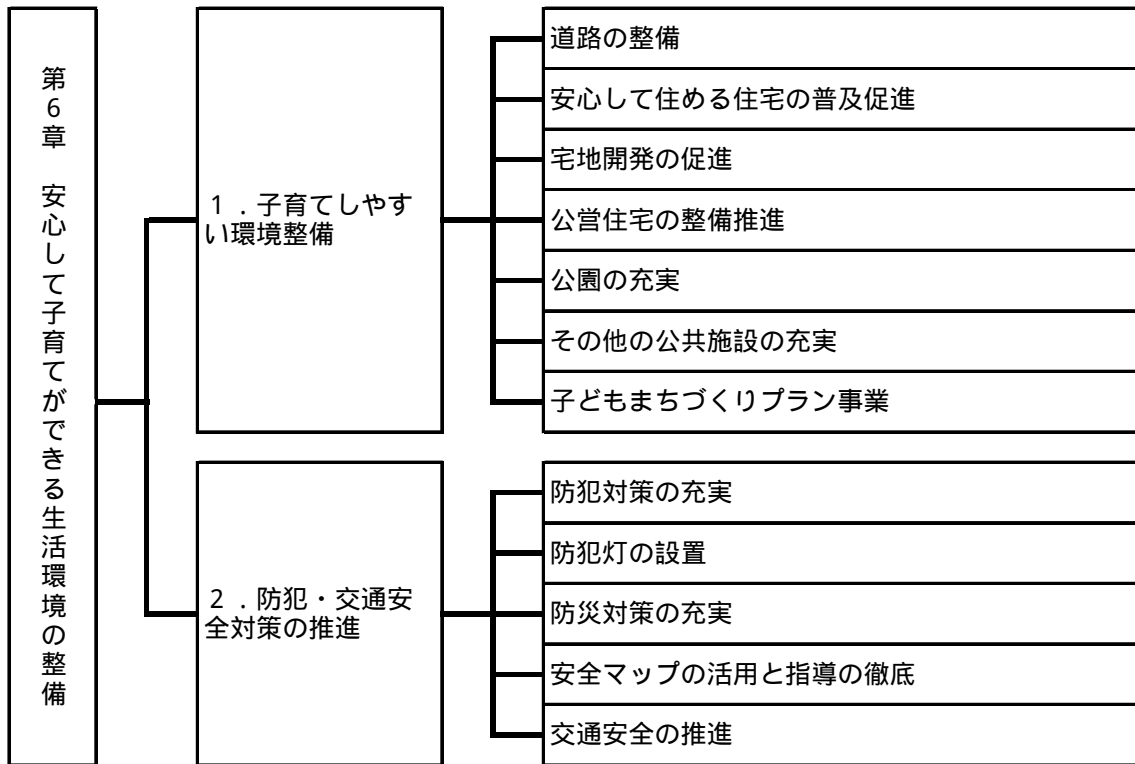 第6章　安心して子育てができる生活環境の整備
１．子育てしやす
い環境整備
道路の整備
安心して住める住宅の普及促進
宅地開発の促進
公営住宅の整備推進
公園の充実
その他の公共施設の充実
子どもまちづくりプラン事業
２．防犯・交通安
全対策の推進
防犯対策の充実
防犯灯の設置
防災対策の充実
安全マップの活用と指導の徹底
交通安全の推進